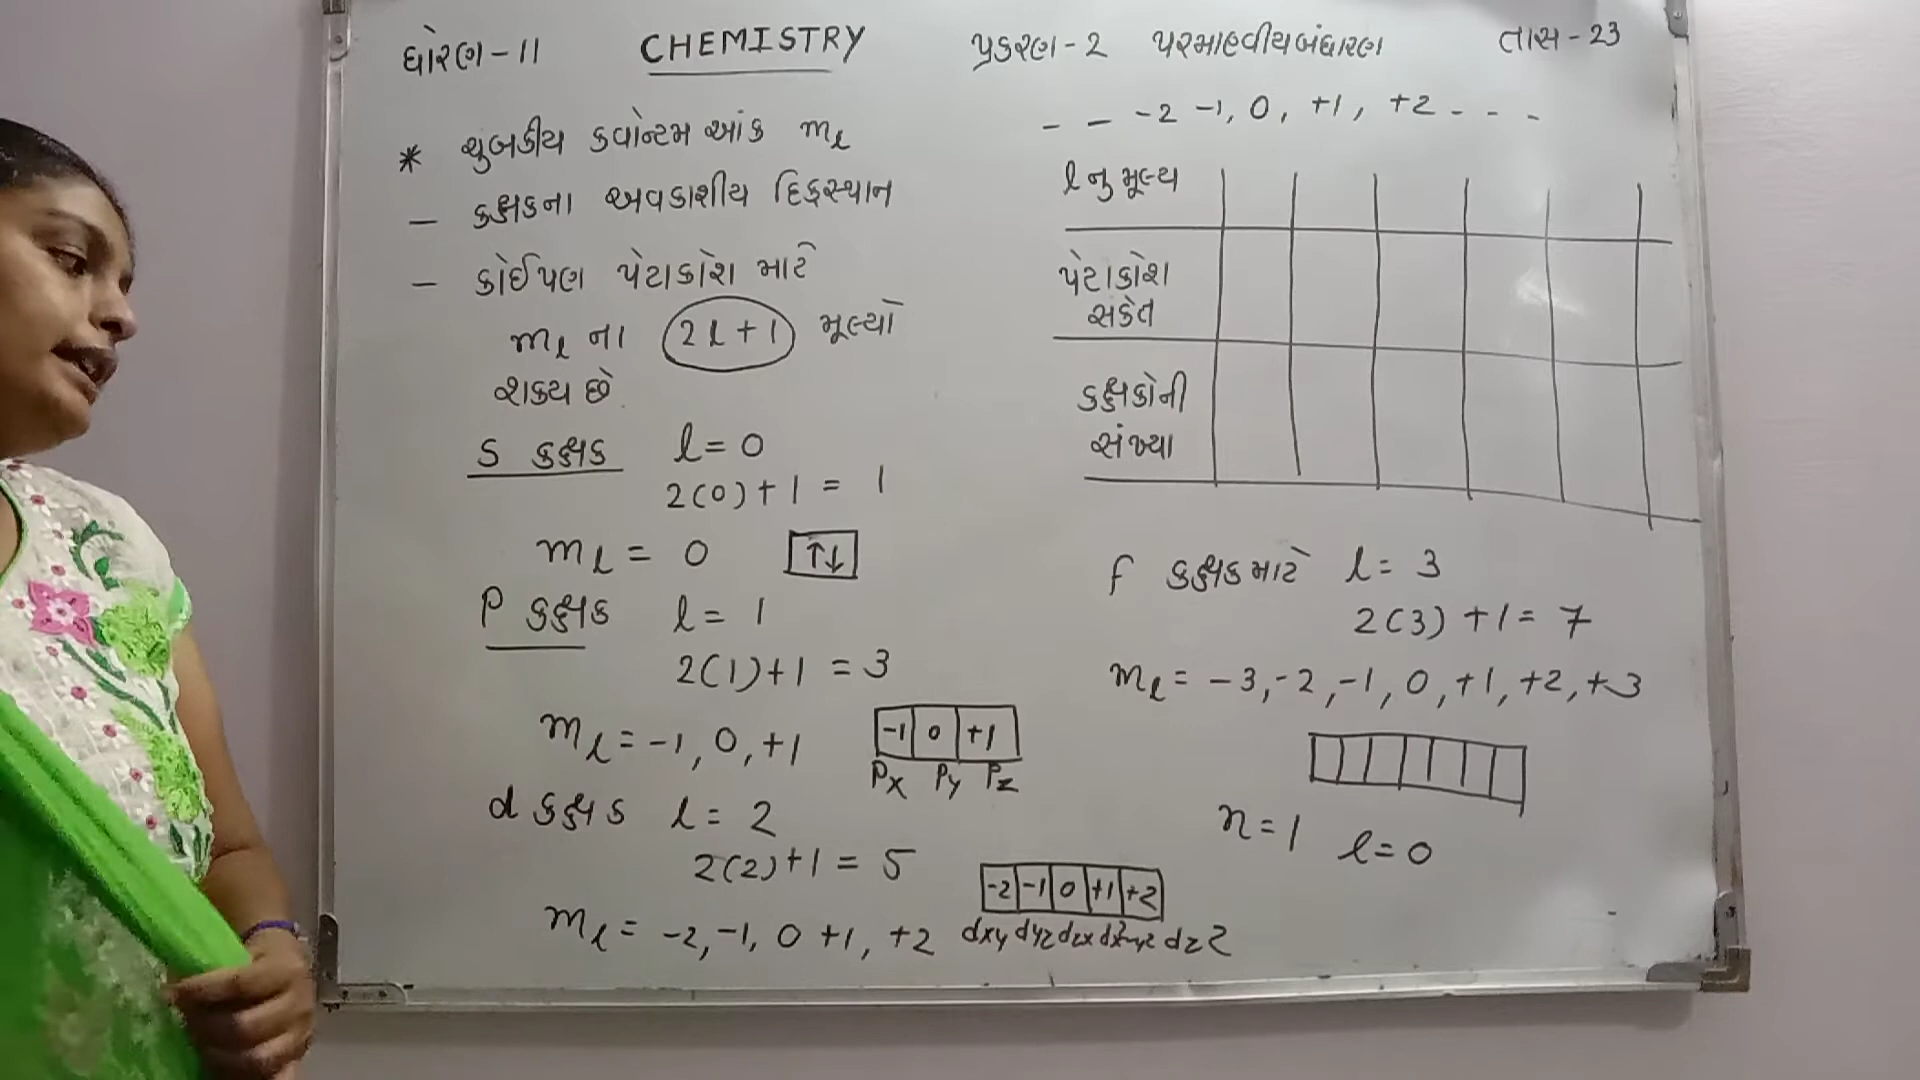 ધોરણ-11 CHEMISTRY પ્રકરણ-2 પરમાણ્વીય બંધારણ તાસ-23
* ચુંબકીય ક્વોન્ટમ આંક mℓ
– કક્ષકના અવકાશીય દિકસ્થાન
– કોઈપણ પેટાકોશ માટે
mℓ ના 2ℓ+1 મૂલ્યો
શક્ય છે
S કક્ષક ℓ=0
2(0)+1 = 1
mℓ = 0 ↑↓
P કક્ષક ℓ= 1
2(1)+1 = 3
mℓ = -1, 0, +1 -1 0 +1
Px Py Pz
d કક્ષક ℓ= 2
2(2)+1 = 5
-2 -1 0 +1 +2
mℓ = -2, -1, 0 +1, +2 dxy dyz dzx dx²-y² dz2
– – -2 -1, 0, +1, +2 - - -
ℓ નુ મૂલ્ય
પેટાકોશ
સંકેત
કક્ષકોની
સંખ્યા
f કક્ષક માટે ℓ= 3
2(3)+1= 7
mℓ= -3, -2, -1, 0, +1, +2, +3
n=1 ℓ=0